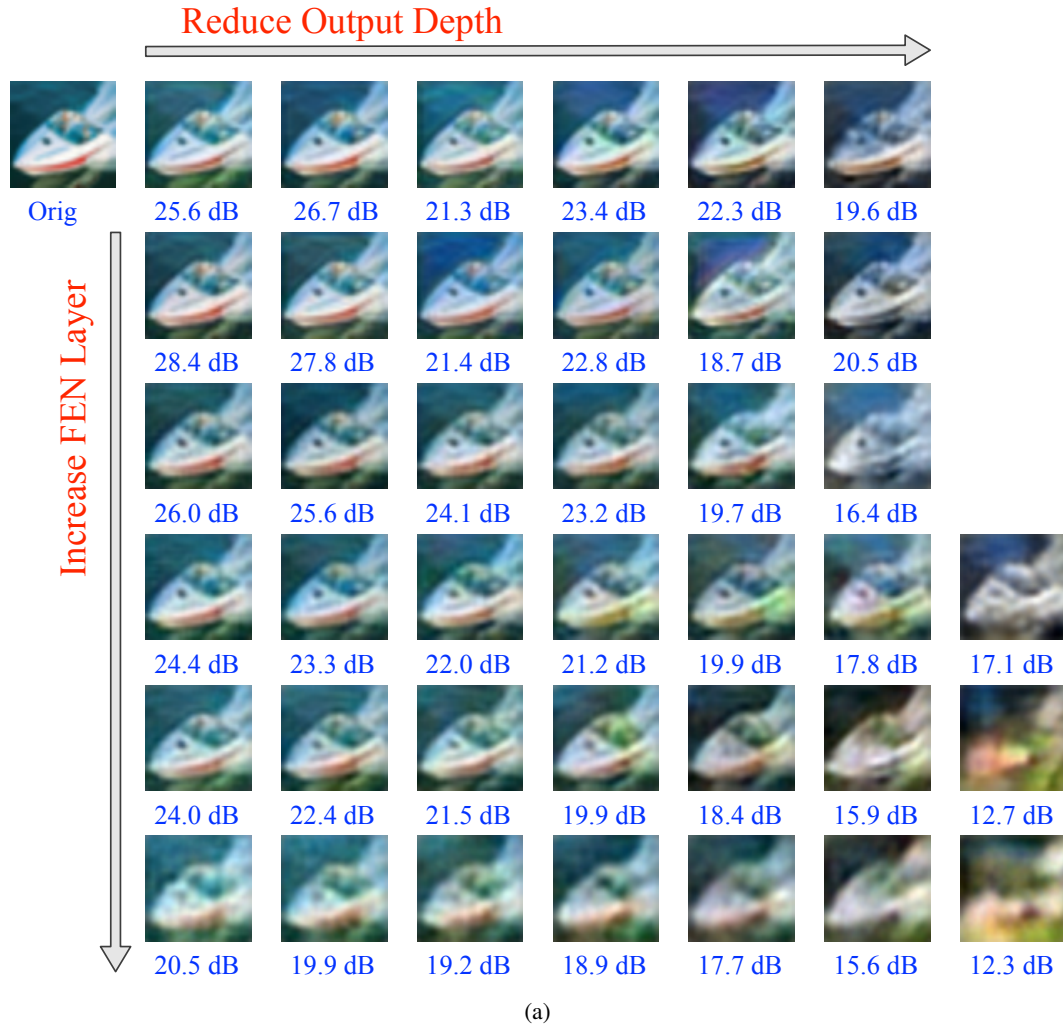 Reduce Output Depth
Orig
25.6 dB 26.7 dB 21.3 dB 23.4 dB 22.3 dB 19.6 dB
Increase FEN Layer
28.4 dB 27.8 dB 21.4 dB 22.8 dB 18.7 dB 20.5 dB
26.0 dB 25.6 dB 24.1 dB 23.2 dB 19.7 dB 16.4 dB
24.4 dB 23.3 dB 22.0 dB 21.2 dB 19.9 dB 17.8 dB 17.1 dB
24.0 dB 22.4 dB 21.5 dB 19.9 dB 18.4 dB 15.9 dB 12.7 dB
20.5 dB 19.9 dB 19.2 dB 18.9 dB 17.7 dB 15.6 dB 12.3 dB
(a)